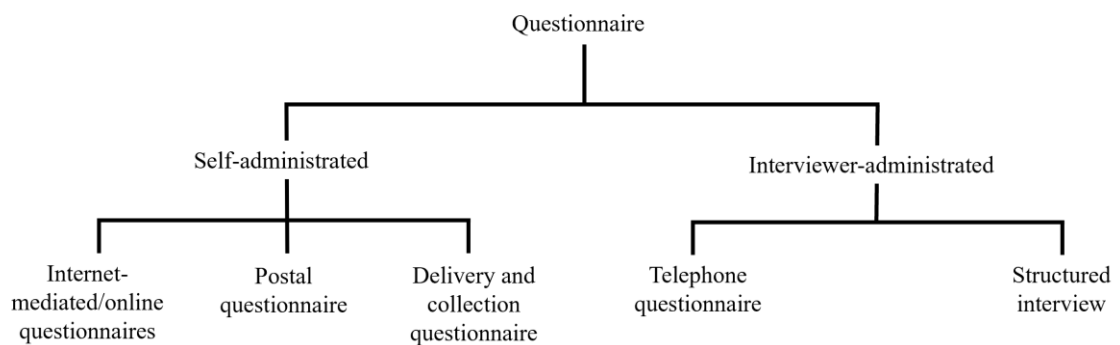 Questionnaire
Self-administrated
Interviewer-administrated
Internet-
mediated/online
questionnaires
Postal
questionnaire
Delivery and
collection
questionnaire
Telephone
questionnaire
Structured
interview